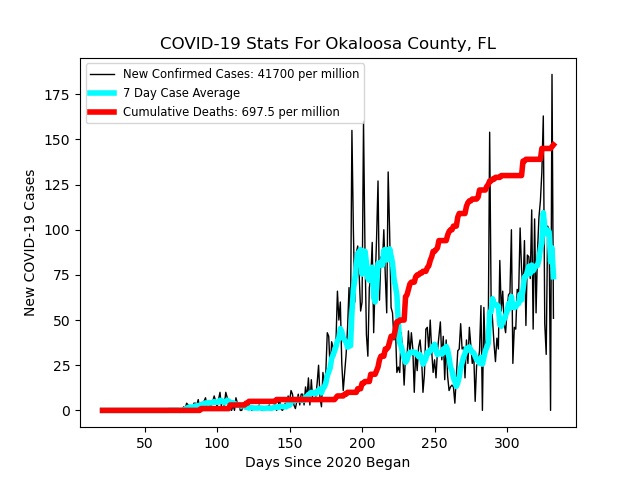 COVID-19 Stats For Okaloosa County, FL
New Confirmed Cases: 41700 per million
7 Day Case Average
Cumulative Deaths: 697.5 per million
New COVID-19 Cases
175
150
125
100
75
50
25
0
50 100 150 200 250 300
Days Since 2020 Began